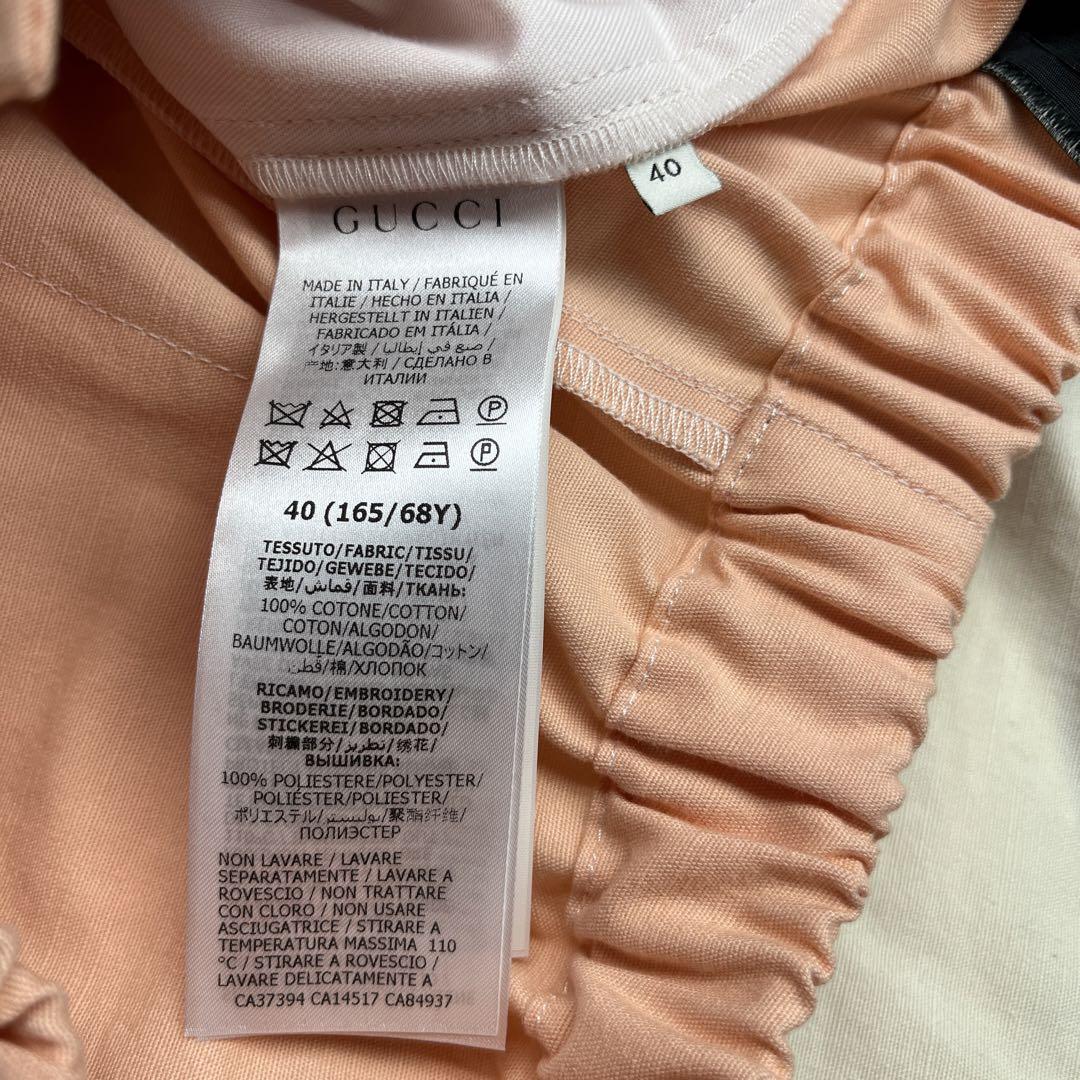 40
GUCCI
MADE IN ITALY / FABRIQUÉ EN
ITALIE / HECHO EN ITALIA /
HERGESTELLT IN ITALIEN /
FABRICADO EM ITÁLIA /
イタリア製 / صنع في إيطاليا /
产地:意大利 / СДЕЛАНО В
ИТАЛИИ
P
P
40 (165/68Y)
TESSUTO/FABRIC/TISSU/
TEJIDO/GEWEBE/TECIDO/
表地/قماش/面料/ТКАНЬ:
100% COTONE/COTTON/
COTON/ALGODON/
BAUMWOLLE/ALGODÃO/コットン/
قطن/棉/ХЛОПОК
RICAMO/EMBROIDERY/
BRODERIE/BORDADO/
STICKEREI/BORDADO/
刺繍部分/تطريز/绣花/
ВЫШИВКА:
100% POLIESTERE/POLYESTER/
POLIÉSTER/POLIESTER/
ポリエステル/بوليستر/聚酯纤维/
ПОЛИЭСТЕР
NON LAVARE / LAVARE
SEPARATAMENTE / LAVARE A
ROVESCIO / NON TRATTARE
CON CLORO / NON USARE
ASCIUGATRICE / STIRARE A
TEMPERATURA MASSIMA 110
°C / STIRARE A ROVESCIO /
LAVARE DELICATAMENTE A
CA37394 CA14517 CA84937